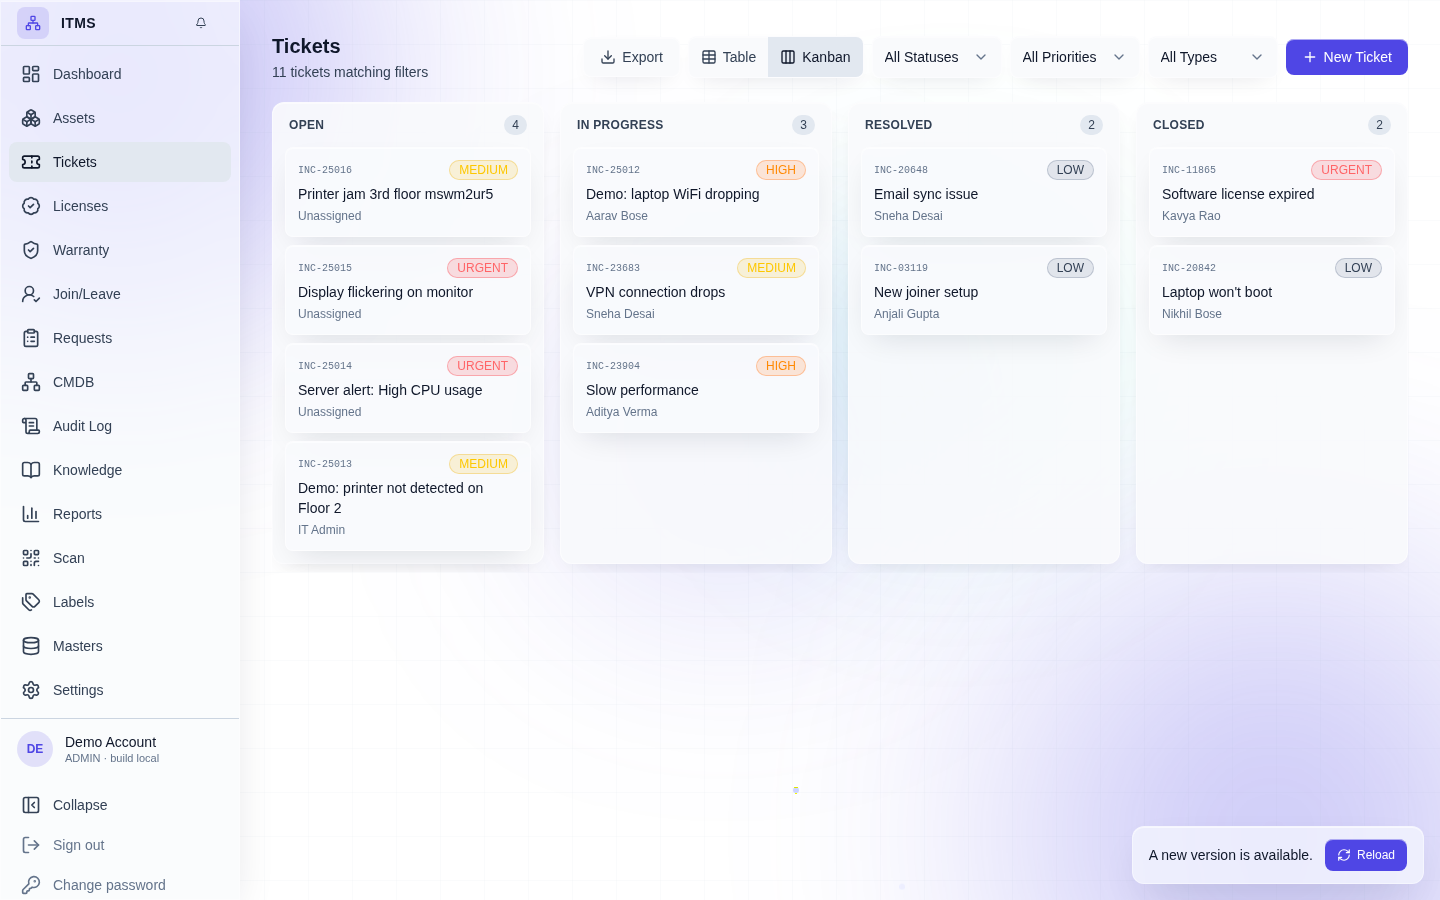 ITMS
Dashboard
Assets
Tickets
Licenses
Warranty
Join/Leave
Requests
CMDB
Audit Log
Knowledge
Reports
Scan
Labels
Masters
Settings
DE
Demo Account
ADMIN · build local
Collapse
Sign out
Change password
Tickets
11 tickets matching filters
Export
Table
Kanban
All Statuses
All Priorities
All Types
New Ticket
OPEN 4
INC-25016 MEDIUM
Printer jam 3rd floor mswm2ur5
Unassigned
INC-25015 URGENT
Display flickering on monitor
Unassigned
INC-25014 URGENT
Server alert: High CPU usage
Unassigned
INC-25013 MEDIUM
Demo: printer not detected on
Floor 2
IT Admin
IN PROGRESS 3
INC-25012 HIGH
Demo: laptop WiFi dropping
Aarav Bose
INC-23683 MEDIUM
VPN connection drops
Sneha Desai
INC-23904 HIGH
Slow performance
Aditya Verma
RESOLVED 2
INC-20648 LOW
Email sync issue
Sneha Desai
INC-03119 LOW
New joiner setup
Anjali Gupta
CLOSED 2
INC-11865 URGENT
Software license expired
Kavya Rao
INC-20842 LOW
Laptop won't boot
Nikhil Bose
A new version is available.
Reload